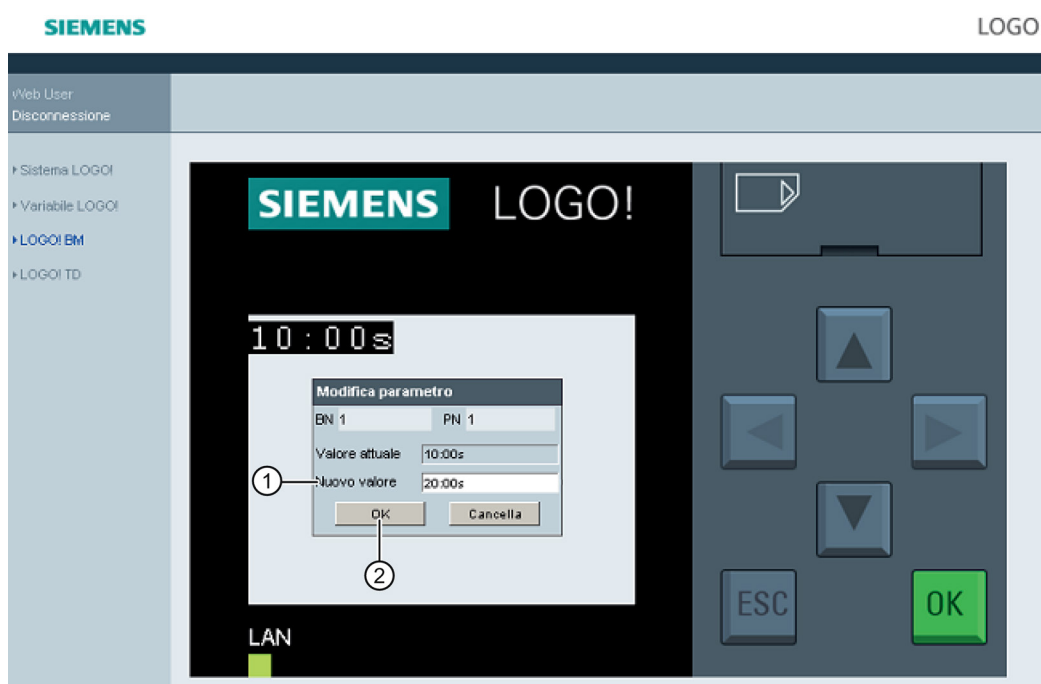 SIEMENS
LOGO
Web User
Disconnessione
Sistema LOGO!
Variabile LOGO!
LOGO! BM
LOGO! TD
SIEMENS LOGO!
10:00s
Modifica parametro
BN 1 PN 1
Valore attuale 10:00s
1 Nuovo valore 20:00s
OK Cancella
2
LAN
ESC OK